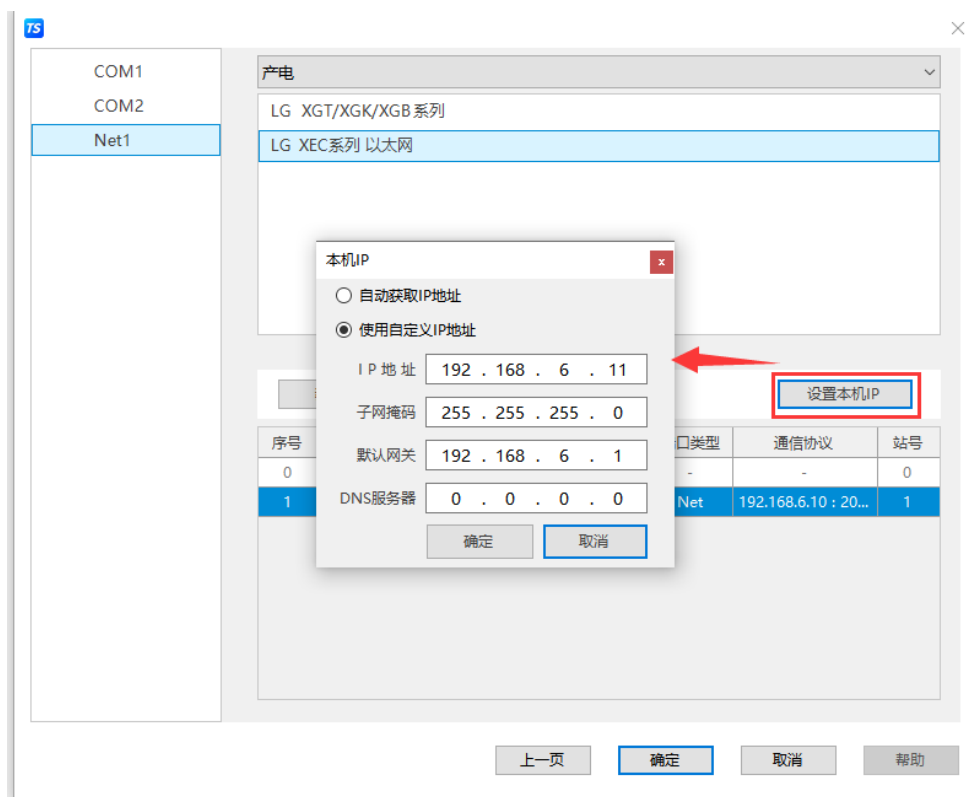 TS
COM1
COM2
Net1
产电
LG XGT/XGK/XGB系列
LG XEC系列 以太网
本机IP
自动获取IP地址
使用自定义IP地址
IP地址 192 . 168 . 6 . 11
子网掩码 255 . 255 . 255 . 0
默认网关 192 . 168 . 6 . 1
DNS服务器 0 . 0 . 0 . 0
确定 取消
设置本机IP
序号 口类型 通信协议 站号
0 - - 0
1 Net 192.168.6.10 : 20... 1
上一页 确定 取消 帮助